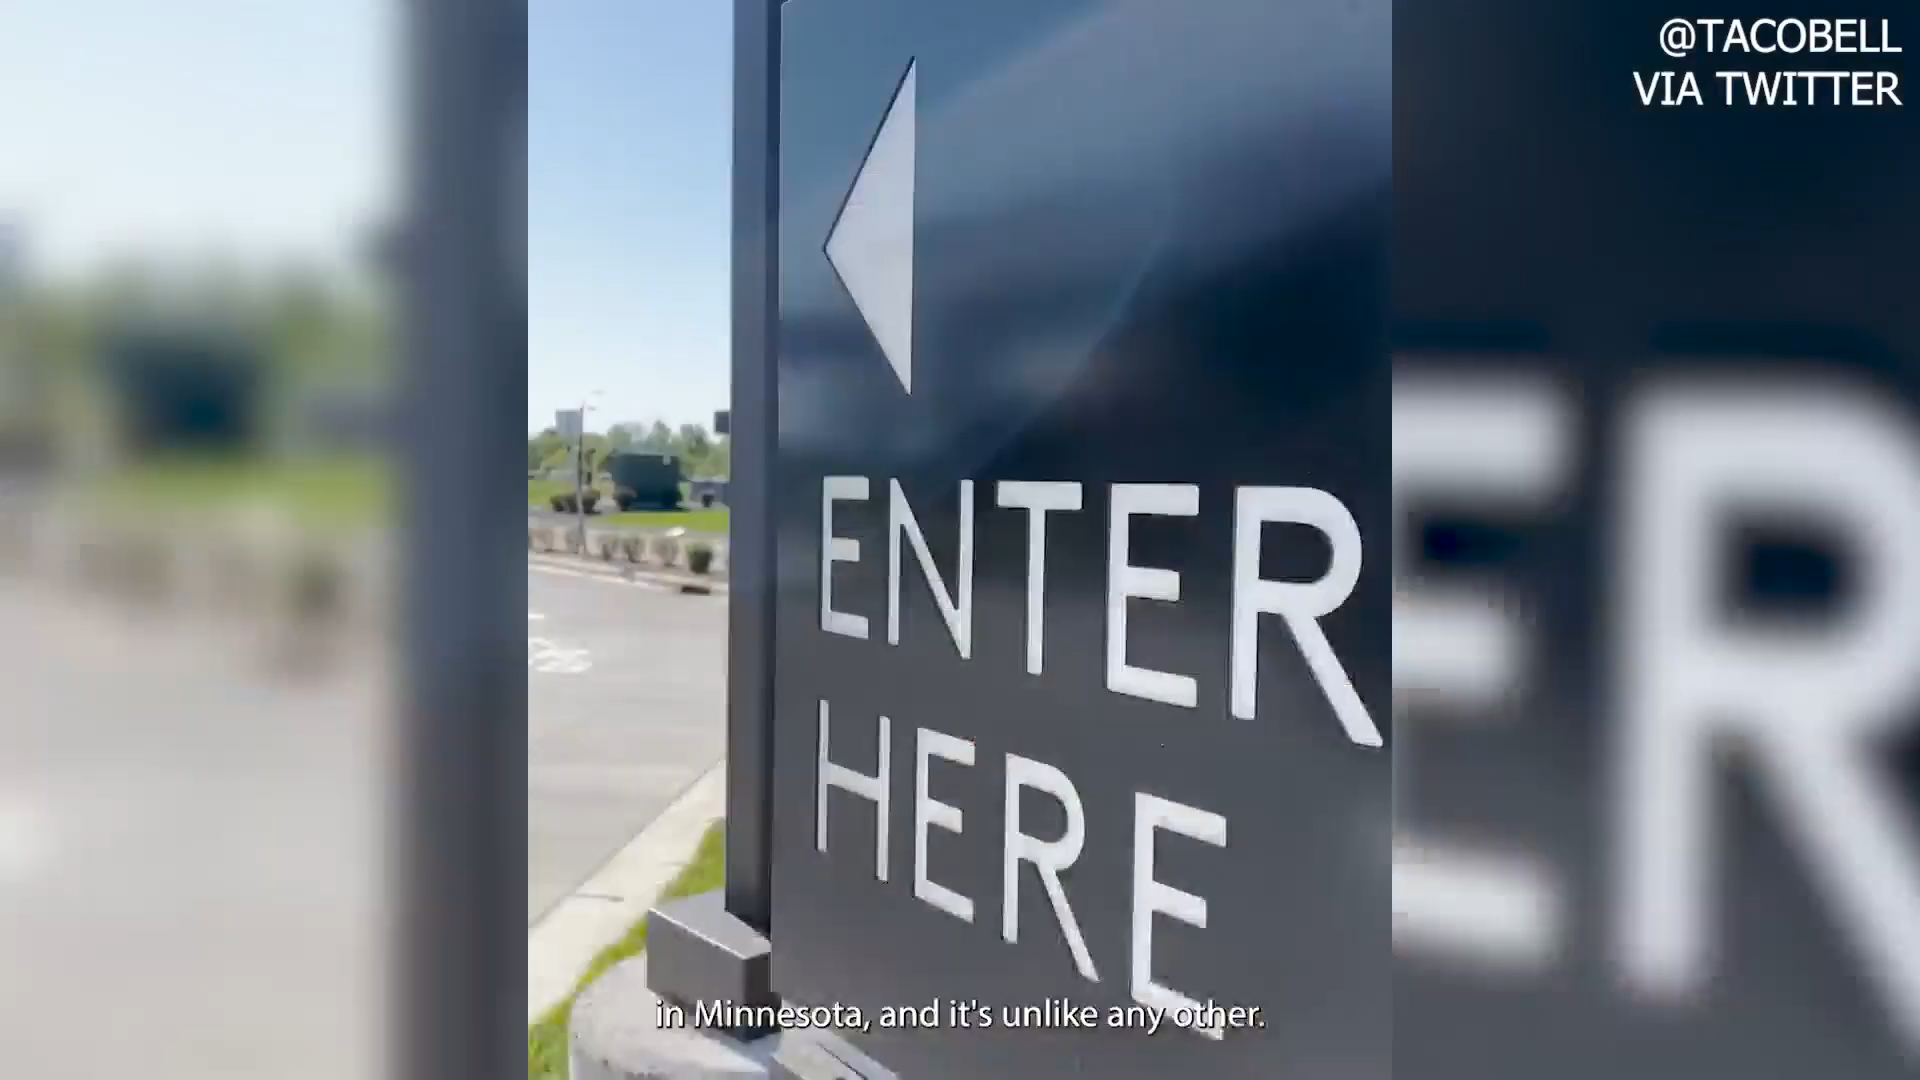 @TACOBELL
VIA TWITTER
ENTER
HERE
in Minnesota, and it's unlike any other.